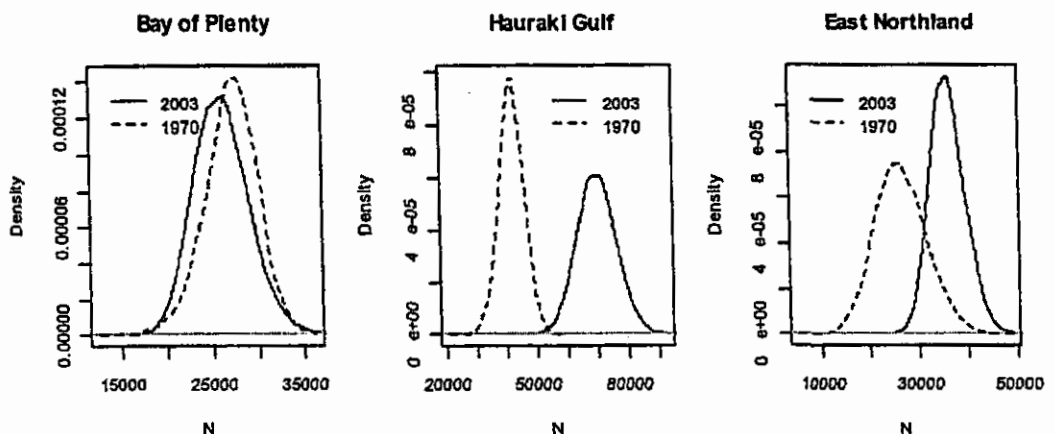 Bay of Plenty
Density
0.00012
0.00006
0.00000
2003
1970
15000 25000 35000
N
Hauraki Gulf
Density
8 e-05
4 e-05
0 e+00
2003
1970
20000 50000 80000
N
East Northland
Density
8 e-05
4 e-05
0 e+00
2003
1970
10000 30000 50000
N